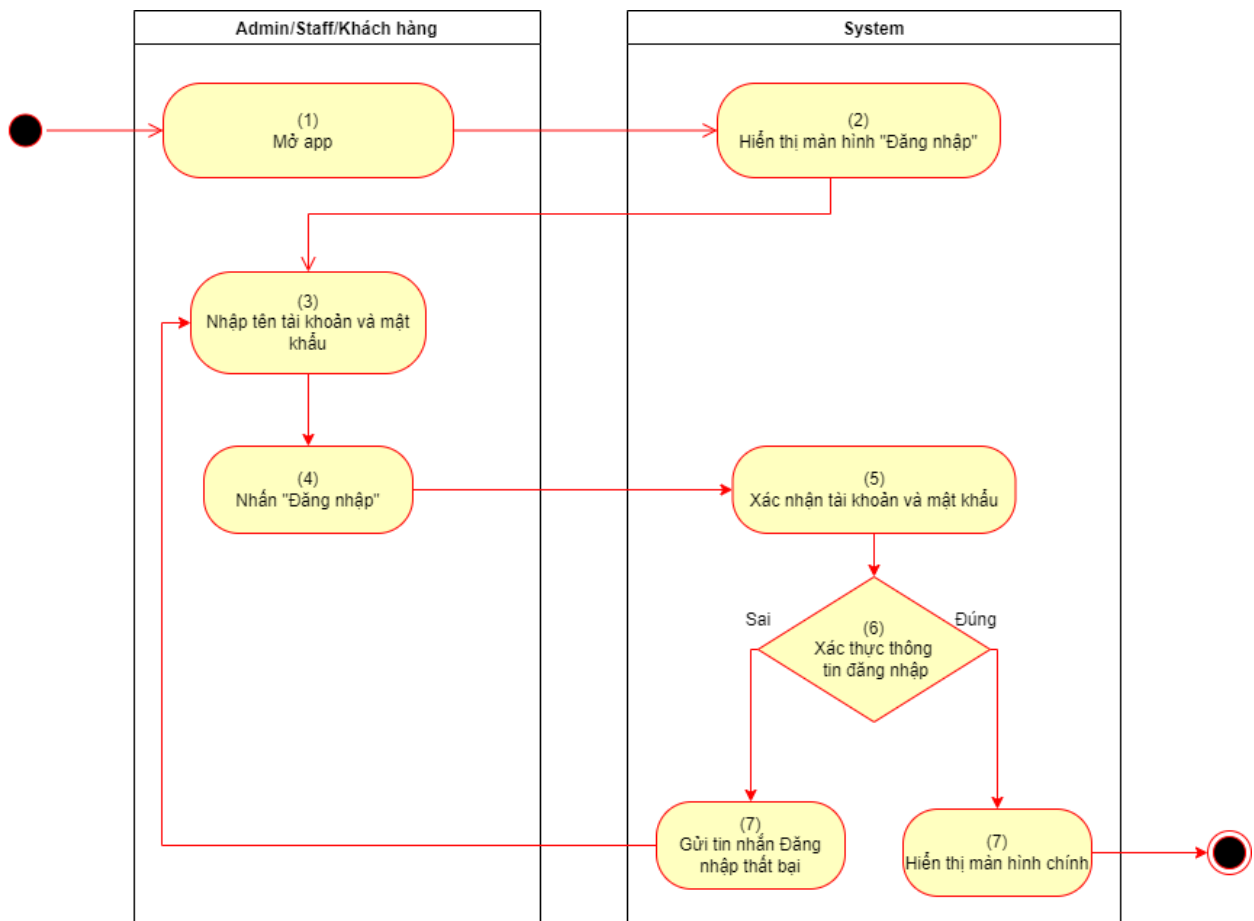 Admin/Staff/Khách hàng
System
(1)
Mở app
(2)
Hiển thị màn hình "Đăng nhập"
(3)
Nhập tên tài khoản và mật
khẩu
(4)
Nhấn "Đăng nhập"
(5)
Xác nhận tài khoản và mật khẩu
Sai
Đúng
(6)
Xác thực thông
tin đăng nhập
(7)
Gửi tin nhắn Đăng
nhập thất bại
(7)
Hiển thị màn hình chính